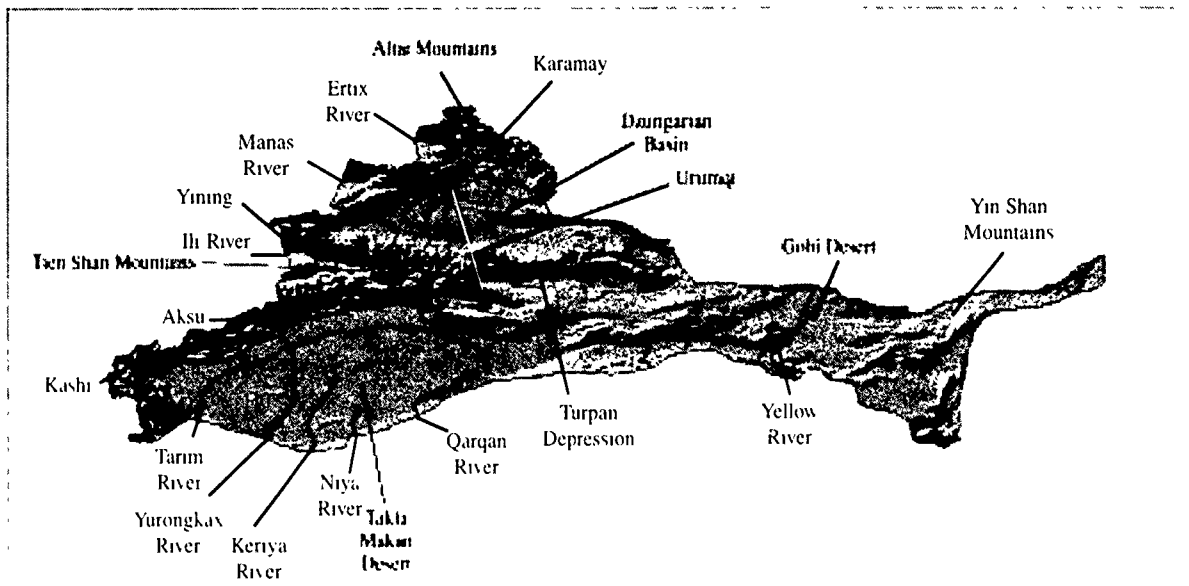 Altai Mountains
Karamay
Ertix
River
Dzungarian
Basin
Manas
River
Urumqi
Yining
Yin Shan
Mountains
Ili River
Gobi Desert
Tien Shan Mountains
Aksu
Kashi
Turpan
Depression
Yellow
River
Qarqan
River
Tarim
River
Niya
River
Takla
Makan
Desert
Yurongkax
River
Keriya
River